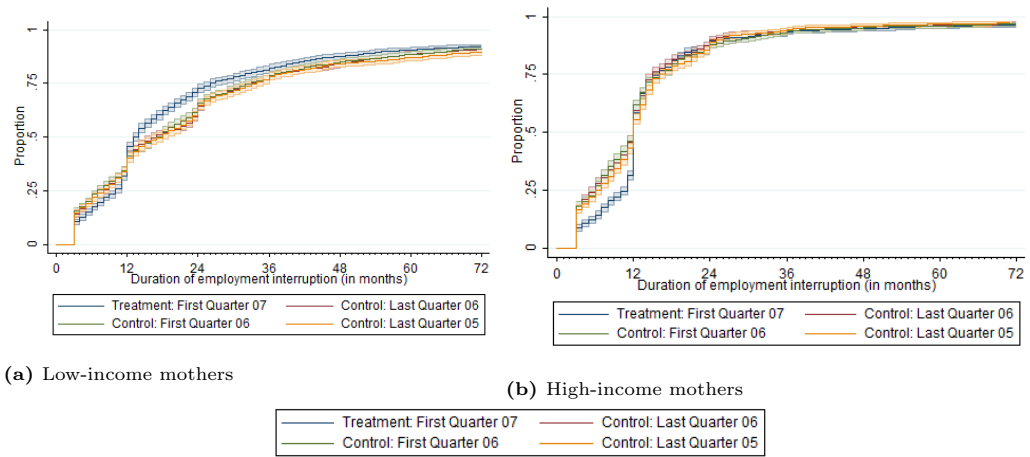 1
.75
.5
.25
0
Proportion
0 12 24 36 48 60 72
Duration of employment interruption (in months)
Treatment: First Quarter 07 Control: Last Quarter 06
Control: First Quarter 06 Control: Last Quarter 05
(a) Low-income mothers
1
.75
.5
.25
0
Proportion
0 12 24 36 48 60 72
Duration of employment interruption (in months)
Treatment: First Quarter 07 Control: Last Quarter 06
Control: First Quarter 06 Control: Last Quarter 05
(b) High-income mothers
Treatment: First Quarter 07 Control: Last Quarter 06
Control: First Quarter 06 Control: Last Quarter 05